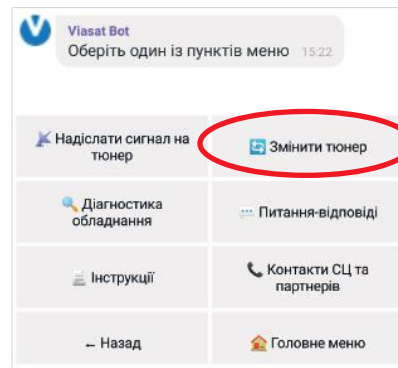 Viasat Bot
Оберіть один із пунктів меню 15:22
Надіслати сигнал на
тюнер
Змінити тюнер
Діагностика
обладнання
Питання-відповіді
Інструкції
Контакти СЦ та
партнерів
← Назад
Головне меню